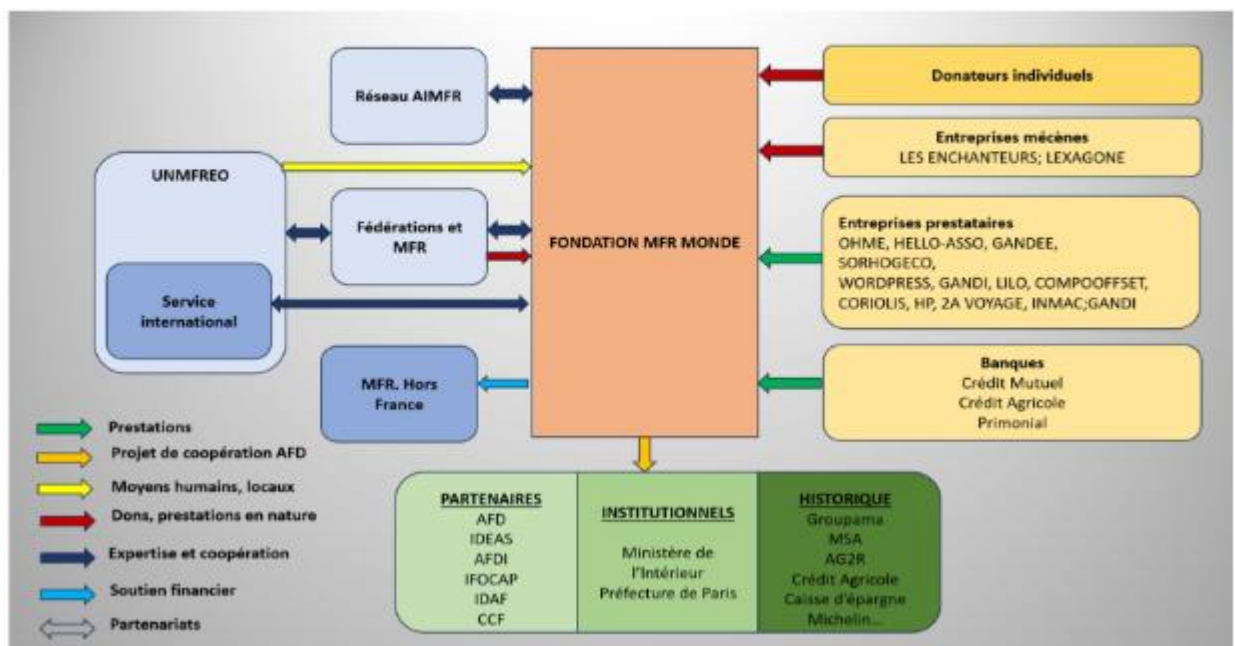 Réseau AIMFR
UNMFREO
Fédérations et
MFR
Service
international
MFR. Hors
France
FONDATION MFR MONDE
Donateurs individuels
Entreprises mécènes
LES ENCHANTEURS; LEXAGONE
Entreprises prestataires
OHME, HELLO-ASSO, GANDEE,
SORHOGECO,
WORDPRESS, GANDI, LILO, COMPOOFFSET,
CORIOLIS, HP, 2A VOYAGE, INMAC;GANDI
Banques
Crédit Mutuel
Crédit Agricole
Primonial
Prestations
Projet de coopération AFD
Moyens humains, locaux
Dons, prestations en nature
Expertise et coopération
Soutien financier
Partenariats
PARTENAIRES
AFD
IDEAS
AFDI
IFOCAP
IDAF
CCF
INSTITUTIONNELS
Ministère de
l'Intérieur
Préfecture de Paris
HISTORIQUE
Groupama
MSA
AG2R
Crédit Agricole
Caisse d'épargne
Michelin...